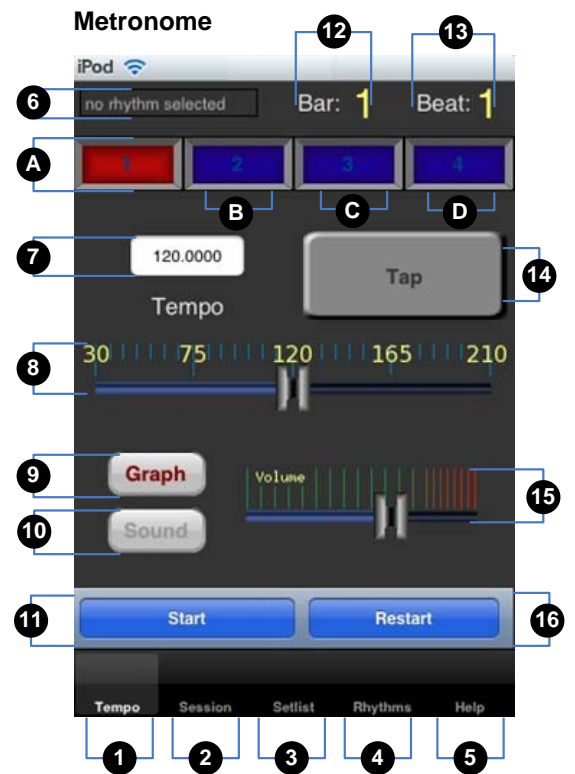 Metronome
12 13
iPod
6 no rhythm selected Bar: 1 Beat: 1
A 1 2 3 4
B C D
7 120.0000 Tap 14
Tempo
8 30 75 120 165 210
9 Graph Volume 15
10 Sound
11 Start Restart 16
Tempo Session Setlist Rhythms Help
1 2 3 4 5